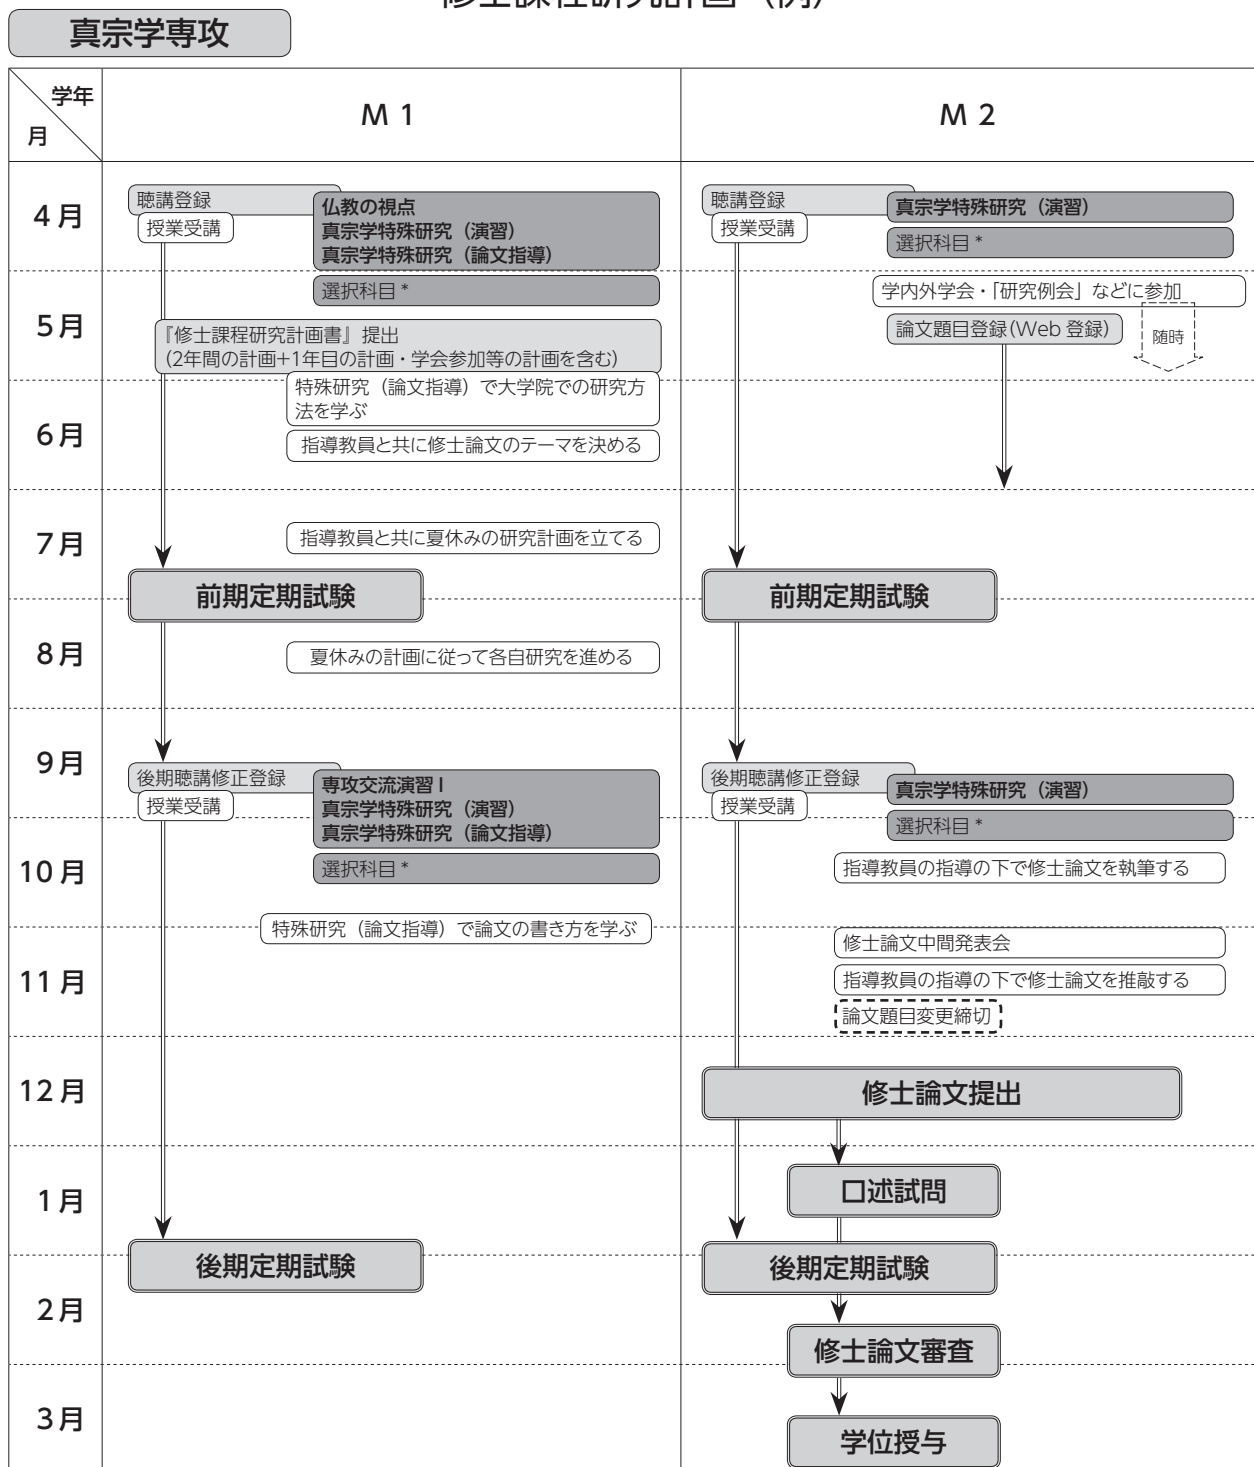 修士課程研究計画（例）
真宗学専攻
学年
月
M 1
M 2
4月
聴講登録
授業受講
仏教の視点
真宗学特殊研究（演習）
真宗学特殊研究（論文指導）
選択科目*
聴講登録
授業受講
真宗学特殊研究（演習）
選択科目*
5月
『修士課程研究計画書』提出
(2年間の計画+1年目の計画・学会参加等の計画を含む)
学内外学会・「研究例会」などに参加
論文題目登録(Web 登録)
随時
6月
特殊研究（論文指導）で大学院での研究方
法を学ぶ
指導教員と共に修士論文のテーマを決める
7月
指導教員と共に夏休みの研究計画を立てる
前期定期試験
前期定期試験
8月
夏休みの計画に従って各自研究を進める
9月
後期聴講修正登録
授業受講
専攻交流演習 I
真宗学特殊研究（演習）
真宗学特殊研究（論文指導）
選択科目*
後期聴講修正登録
授業受講
真宗学特殊研究（演習）
選択科目*
10月
指導教員の指導の下で修士論文を執筆する
特殊研究（論文指導）で論文の書き方を学ぶ
11月
修士論文中間発表会
指導教員の指導の下で修士論文を推敲する
論文題目変更締切
12月
修士論文提出
1月
口述試問
後期定期試験
後期定期試験
2月
修士論文審査
3月
学位授与